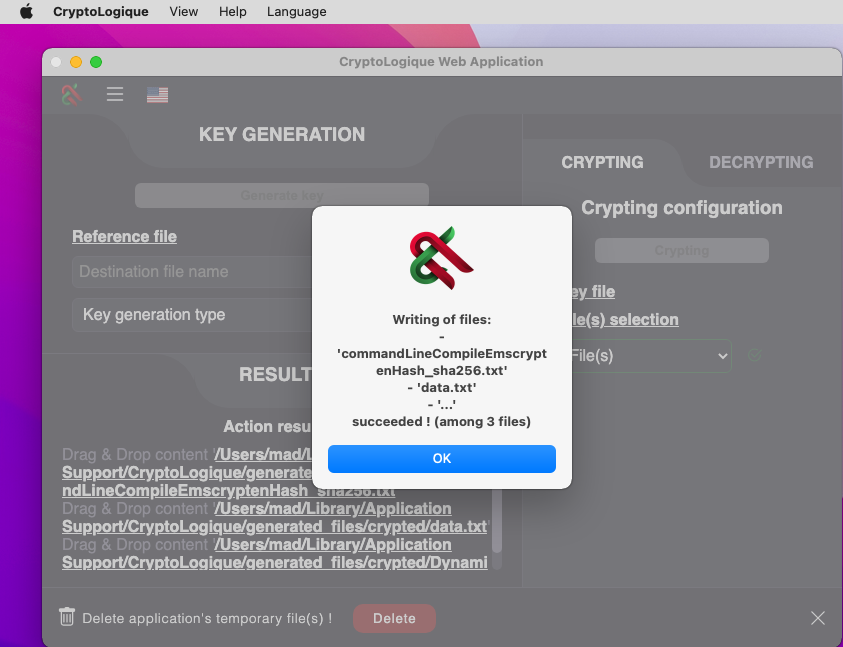 CryptoLogique View Help Language
CryptoLogique Web Application
KEY GENERATION
Generate key
Reference file
Destination file name
Key generation type
RESULT
Action resu
Drag & Drop content '/Users/mad/L
Support/CryptoLogique/generate
ndLineCompileEmscryptenHash_sha256.txt
Drag & Drop content '/Users/mad/Library/Application
Support/CryptoLogique/generated_files/crypted/data.txt'
Drag & Drop content '/Users/mad/Library/Application
Support/CryptoLogique/generated_files/crypted/Dynami
CRYPTING DECRYPTING
Crypting configuration
Crypting
ey file
le(s) selection
File(s)
Writing of files:
-
'commandLineCompileEmscrypt
enHash_sha256.txt'
- 'data.txt'
- '...'
succeeded ! (among 3 files)
OK
Delete application's temporary file(s) !
Delete